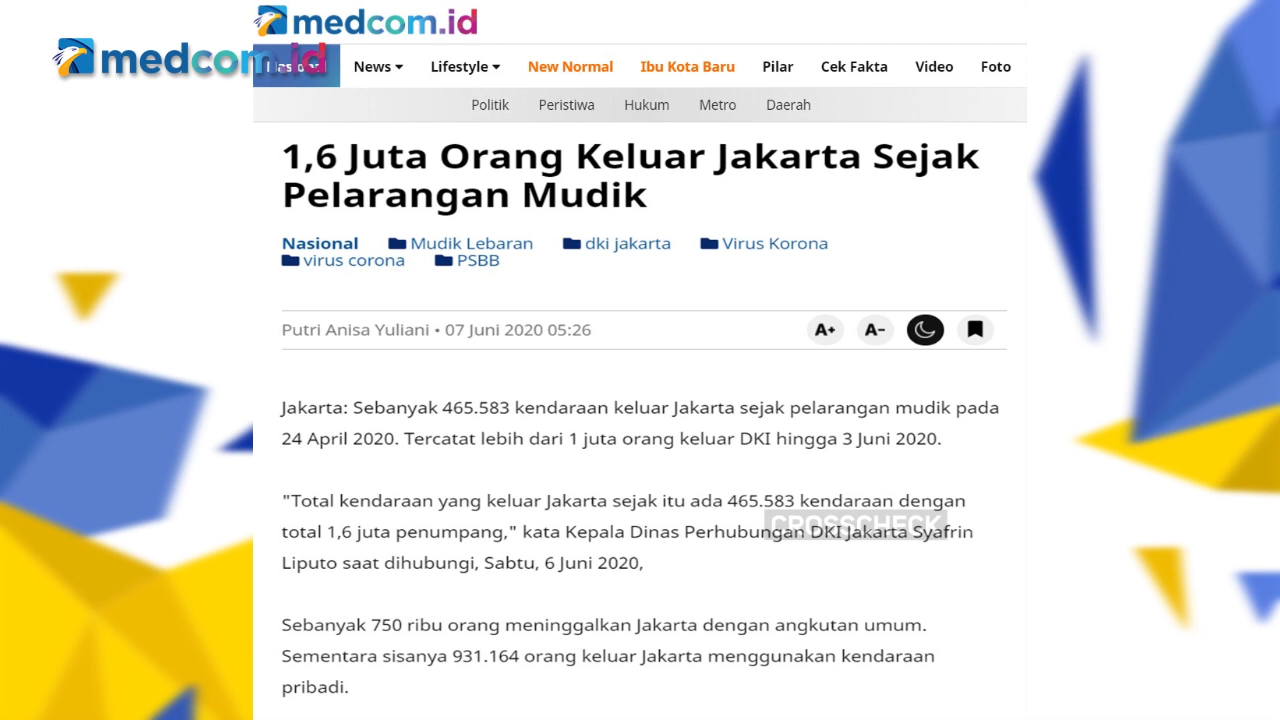 medcom.id
medcom.id
Nasional News Lifestyle New Normal Ibu Kota Baru Pilar Cek Fakta Video Foto
Politik Peristiwa Hukum Metro Daerah
1,6 Juta Orang Keluar Jakarta Sejak
Pelarangan Mudik
Nasional Mudik Lebaran dki jakarta Virus Korona
virus corona PSBB
Putri Anisa Yuliani • 07 Juni 2020 05:26 A+ A-
Jakarta: Sebanyak 465.583 kendaraan keluar Jakarta sejak pelarangan mudik pada
24 April 2020. Tercatat lebih dari 1 juta orang keluar DKI hingga 3 Juni 2020.
"Total kendaraan yang keluar Jakarta sejak itu ada 465.583 kendaraan dengan
CROSSCHECK
total 1,6 juta penumpang," kata Kepala Dinas Perhubungan DKI Jakarta Syafrin
Liputo saat dihubungi, Sabtu, 6 Juni 2020,
Sebanyak 750 ribu orang meninggalkan Jakarta dengan angkutan umum.
Sementara sisanya 931.164 orang keluar Jakarta menggunakan kendaraan
pribadi.